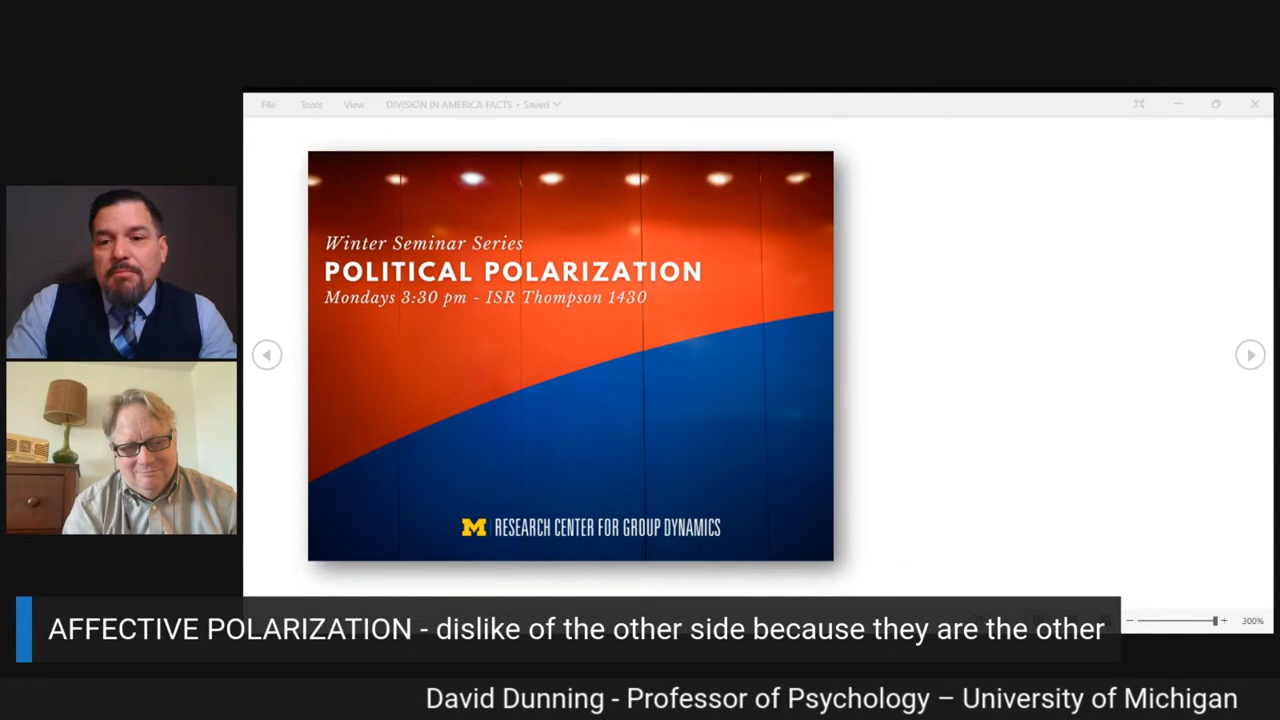 File Tools View DIVISION IN AMERICA FACTS • Saved
Winter Seminar Series
POLITICAL POLARIZATION
Mondays 3:30 pm - ISR Thompson 1430
M RESEARCH CENTER FOR GROUP DYNAMICS
300%
AFFECTIVE POLARIZATION - dislike of the other side because they are the other
David Dunning - Professor of Psychology – University of Michigan